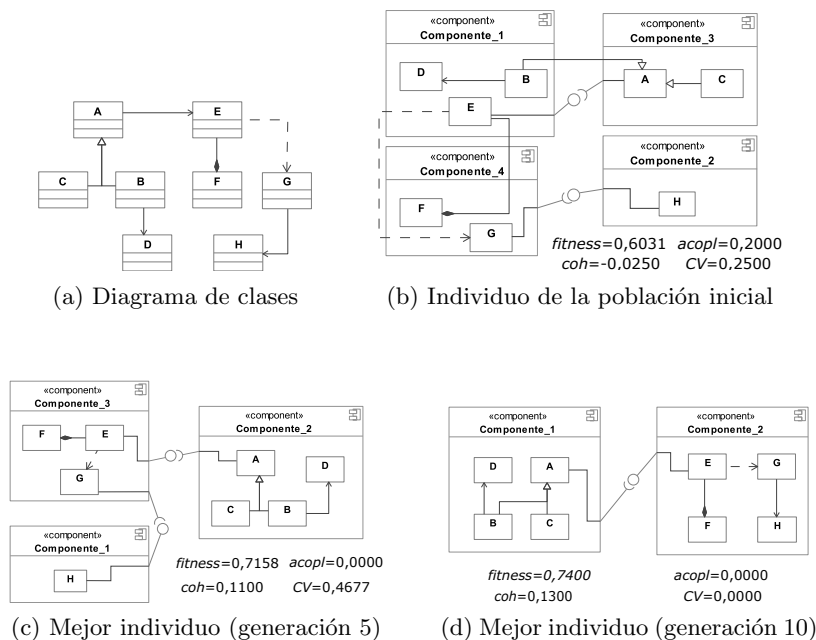 A
E
C
B
F
G
D
H
(a) Diagrama de clases
«component»
Componente_1
D
B
E
«component»
Componente_3
A
C
«component»
Componente_4
F
G
«component»
Componente_2
H
fitness=0,6031 acopl=0,2000
coh=-0,0250 CV=0,2500
(b) Individuo de la población inicial
«component»
Componente_3
F
E
G
«component»
Componente_2
A
D
C
B
«component»
Componente_1
H
fitness=0,7158 acopl=0,0000
coh=0,1100 CV=0,4677
(c) Mejor individuo (generación 5)
«component»
Componente_1
D
A
B
C
«component»
Componente_2
E
G
F
H
fitness=0,7400 acopl=0,0000
coh=0,1300 CV=0,0000
(d) Mejor individuo (generación 10)